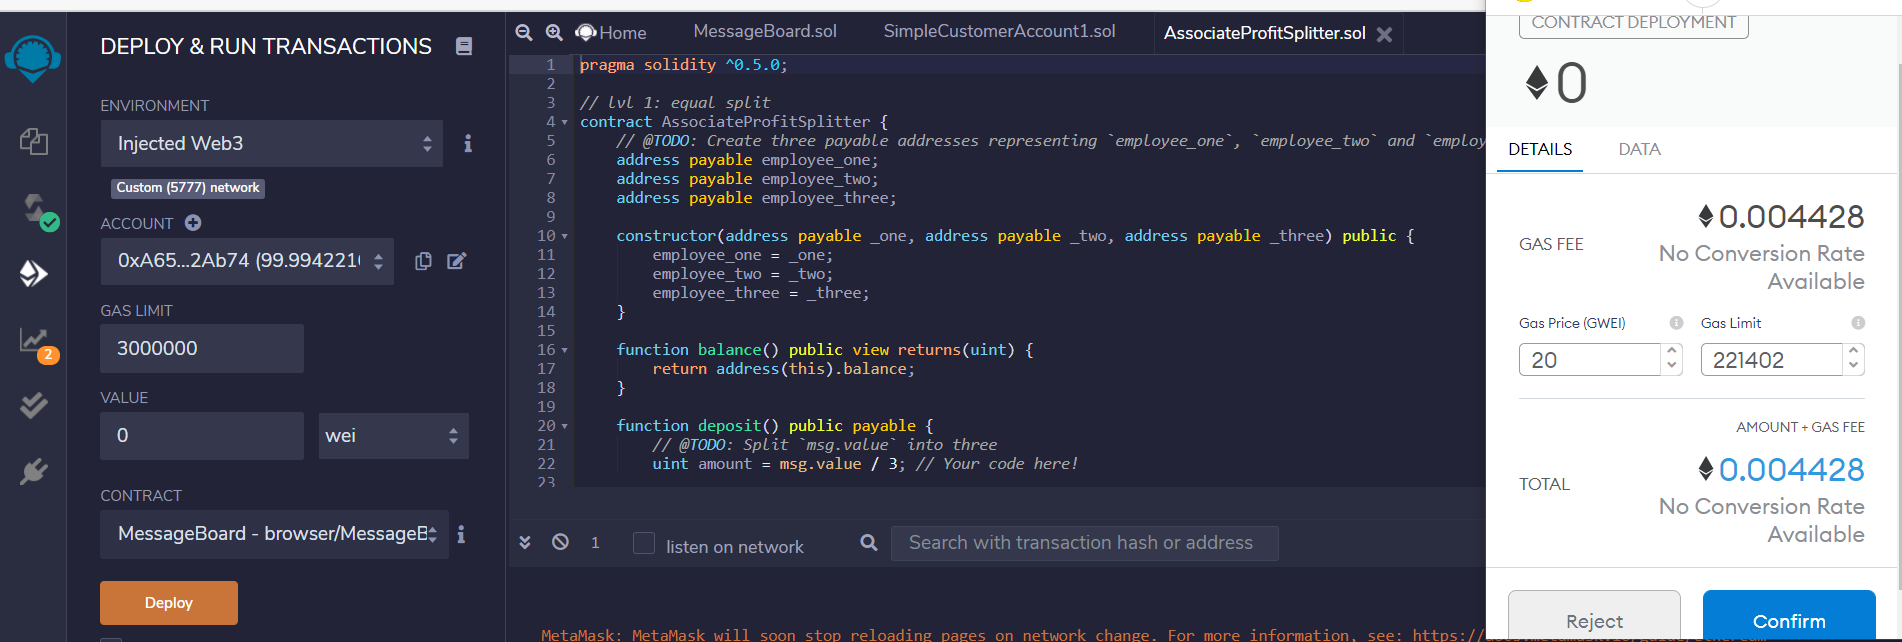 DEPLOY & RUN TRANSACTIONS
ENVIRONMENT
Injected Web3
Custom (5777) network
ACCOUNT
0xA65...2Ab74 (99.9942216
GAS LIMIT
3000000
VALUE
0
wei
CONTRACT
MessageBoard - browser/MessageB
Deploy
2
Home
MessageBoard.sol
SimpleCustomerAccount1.sol
AssociateProfitSplitter.sol
1 pragma solidity ^0.5.0;
2
3 // lvl 1: equal split
4 contract AssociateProfitSplitter {
5 // @TODO: Create three payable addresses representing `employee_one`, `employee_two` and `employ
6 address payable employee_one;
7 address payable employee_two;
8 address payable employee_three;
9
10 constructor(address payable _one, address payable _two, address payable _three) public {
11 employee_one = _one;
12 employee_two = _two;
13 employee_three = _three;
14 }
15
16 function balance() public view returns(uint) {
17 return address(this).balance;
18 }
19
20 function deposit() public payable {
21 // @TODO: Split `msg.value` into three
22 uint amount = msg.value / 3; // Your code here!
23
1
listen on network
Search with transaction hash or address
MetaMask: MetaMask will soon stop reloading pages on network change. For more information, see:
CONTRACT DEPLOYMENT
0
DETAILS
DATA
GAS FEE
0.004428
No Conversion Rate
Available
Gas Price (GWEI)
Gas Limit
20
221402
AMOUNT + GAS FEE
TOTAL
0.004428
No Conversion Rate
Available
Reject
Confirm